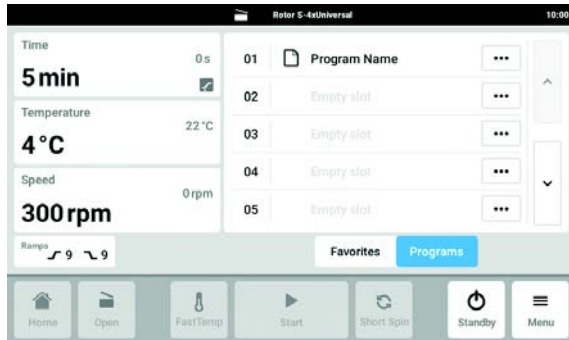 Rotor S-4xUniversal
10:00
Time
0 s
5 min
Temperature
22 °C
4 °C
Speed
0 rpm
300 rpm
Ramps
9 9
01 Program Name •••
02 Empty slot •••
03 Empty slot •••
04 Empty slot •••
05 Empty slot •••
Favorites Programs
Home Open FastTemp Start Short Spin Standby Menu